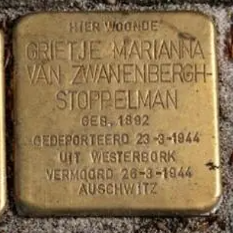 HIER WOONDE
GRIETJE MARIANNA
VAN ZWANENBERGH-
STOPPELMAN
GEB. 1892
GEDEPORTEERD 23-3-1944
UIT WESTERBORK
VERMOORD 26-3-1944
AUSCHWITZ